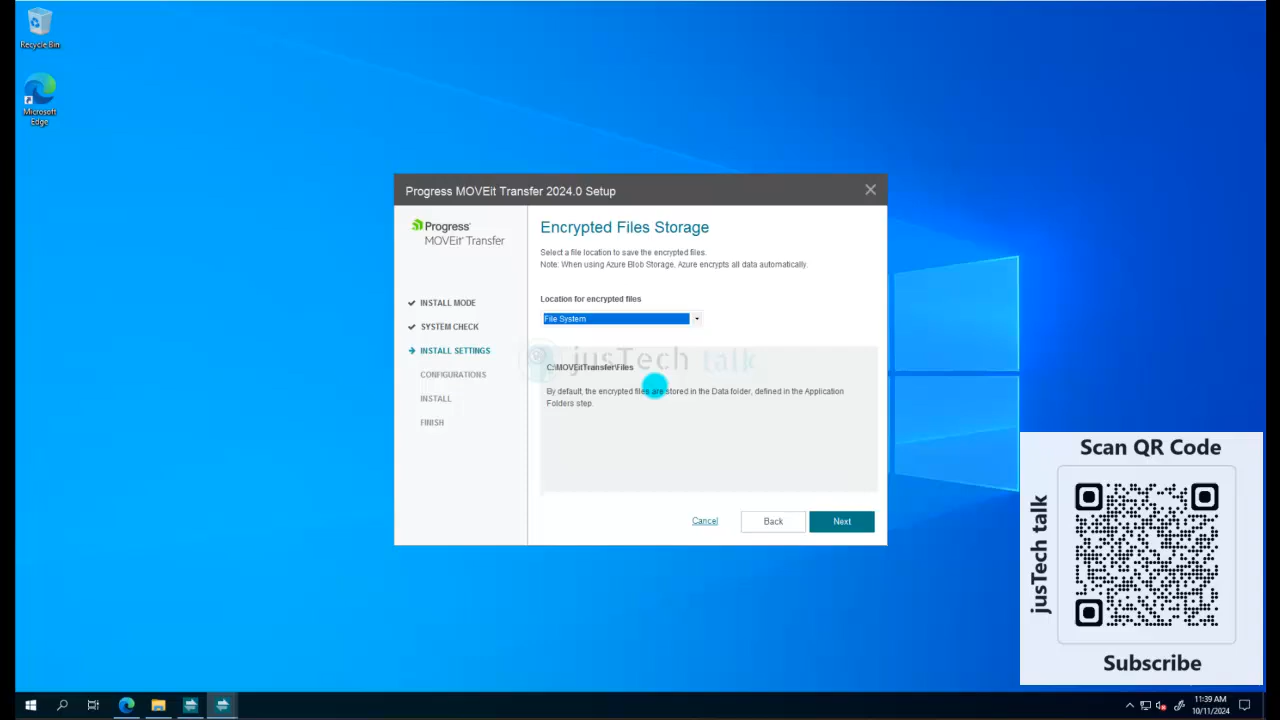 Recycle Bin
Microsoft
Edge
Progress MOVEit Transfer 2024.0 Setup
Progress
MOVEit Transfer
INSTALL MODE
SYSTEM CHECK
INSTALL SETTINGS
CONFIGURATIONS
INSTALL
FINISH
Encrypted Files Storage
Select a file location to save the encrypted files.
Note: When using Azure Blob Storage, Azure encrypts all data automatically.
Location for encrypted files
File System
jusTech talk
C:\MOVEitTransfer\Files
By default, the encrypted files are stored in the Data folder, defined in the Application
Folders step.
Cancel
Back
Next
Scan QR Code
jusTech talk
Subscribe
11:39 AM
10/11/2024